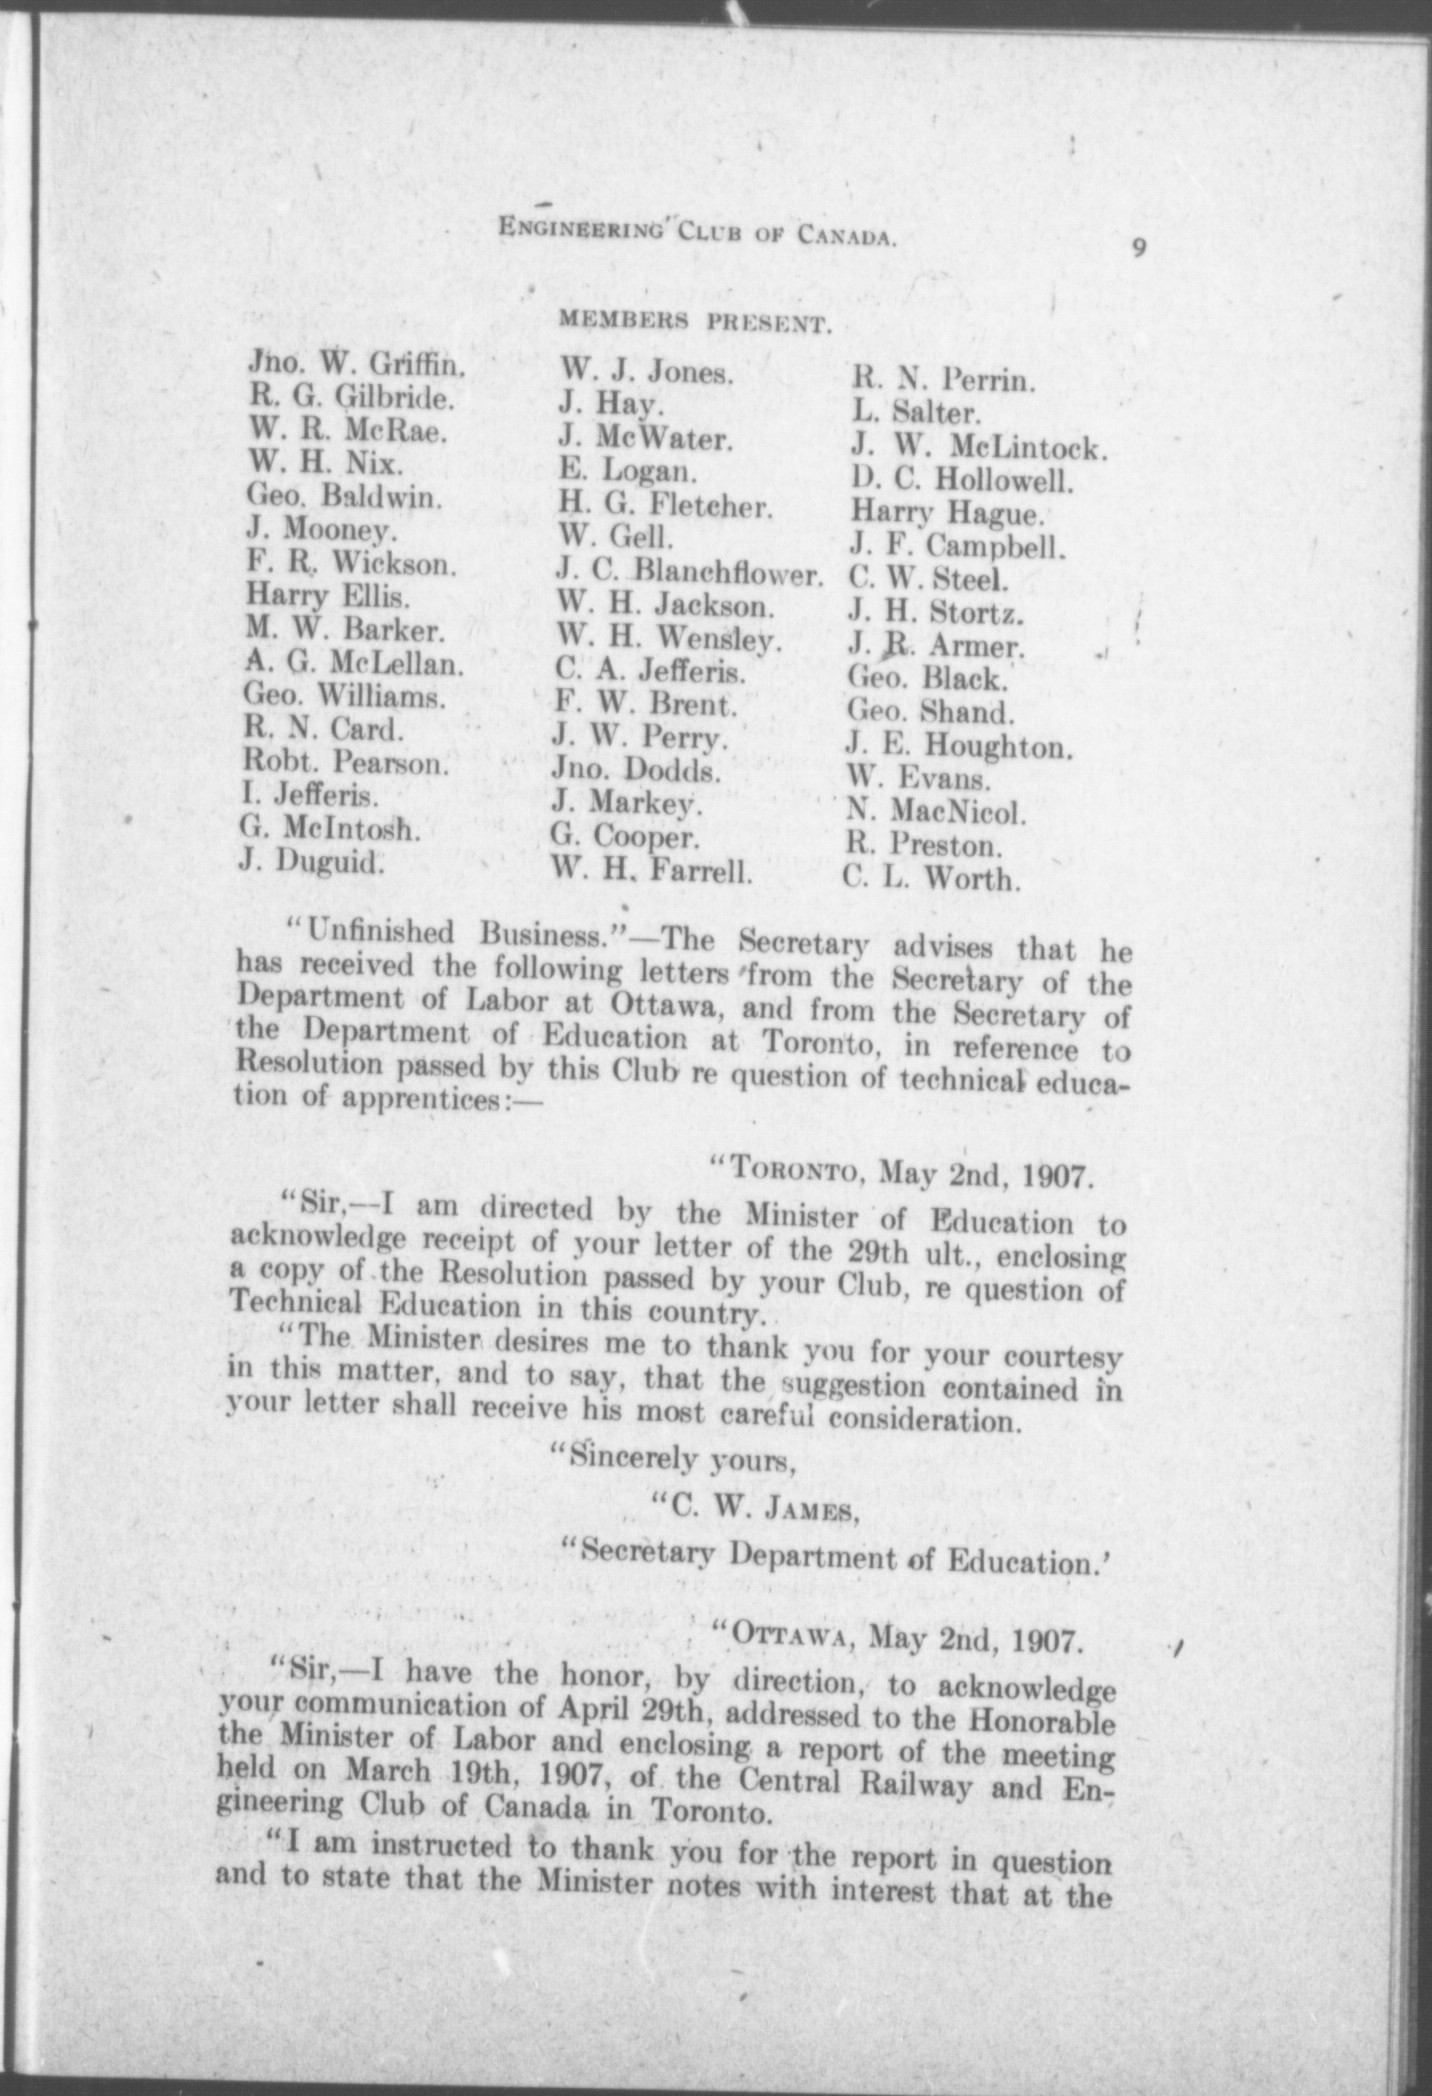 ENGINEERING CLUB OF CANADA. 9
MEMBERS PRESENT.
Jno. W. Griffin.
R. G. Gilbride.
W. R. McRae.
W. H. Nix.
Geo. Baldwin.
J. Mooney.
F. R. Wickson.
Harry Ellis.
M. W. Barker.
A. G. McLellan.
Geo. Williams.
R. N. Card.
Robt. Pearson.
I. Jefferis.
G. McIntosh.
J. Duguid.
W. J. Jones.
J. Hay.
J. McWater.
E. Logan.
H. G. Fletcher.
W. Gell.
J. C. Blanchflower.
W. H. Jackson.
W. H. Wensley.
C. A. Jefferis.
F. W. Brent.
J. W. Perry.
Jno. Dodds.
J. Markey.
G. Cooper.
W. H. Farrell.
R. N. Perrin.
L. Salter.
J. W. McLintock.
D. C. Hollowell.
Harry Hague.
J. F. Campbell.
C. W. Steel.
J. H. Stortz.
J. R. Armer.
Geo. Black.
Geo. Shand.
J. E. Houghton.
W. Evans.
N. MacNicol.
R. Preston.
C. L. Worth.
"Unfinished Business."—The Secretary advises that he
has received the following letters from the Secretary of the
Department of Labor at Ottawa, and from the Secretary of
the Department of Education at Toronto, in reference to
Resolution passed by this Club re question of technical educa-
tion of apprentices:—
"TORONTO, May 2nd, 1907.
"Sir,—I am directed by the Minister of Education to
acknowledge receipt of your letter of the 29th ult., enclosing
a copy of the Resolution passed by your Club, re question of
Technical Education in this country.
"The Minister desires me to thank you for your courtesy
in this matter, and to say, that the suggestion contained in
your letter shall receive his most careful consideration.
"Sincerely yours,
"C. W. JAMES,
"Secretary Department of Education.'
"OTTAWA, May 2nd, 1907.
"Sir,—I have the honor, by direction, to acknowledge
your communication of April 29th, addressed to the Honorable
the Minister of Labor and enclosing a report of the meeting
held on March 19th, 1907, of the Central Railway and En-
gineering Club of Canada in Toronto.
"I am instructed to thank you for the report in question
and to state that the Minister notes with interest that at the